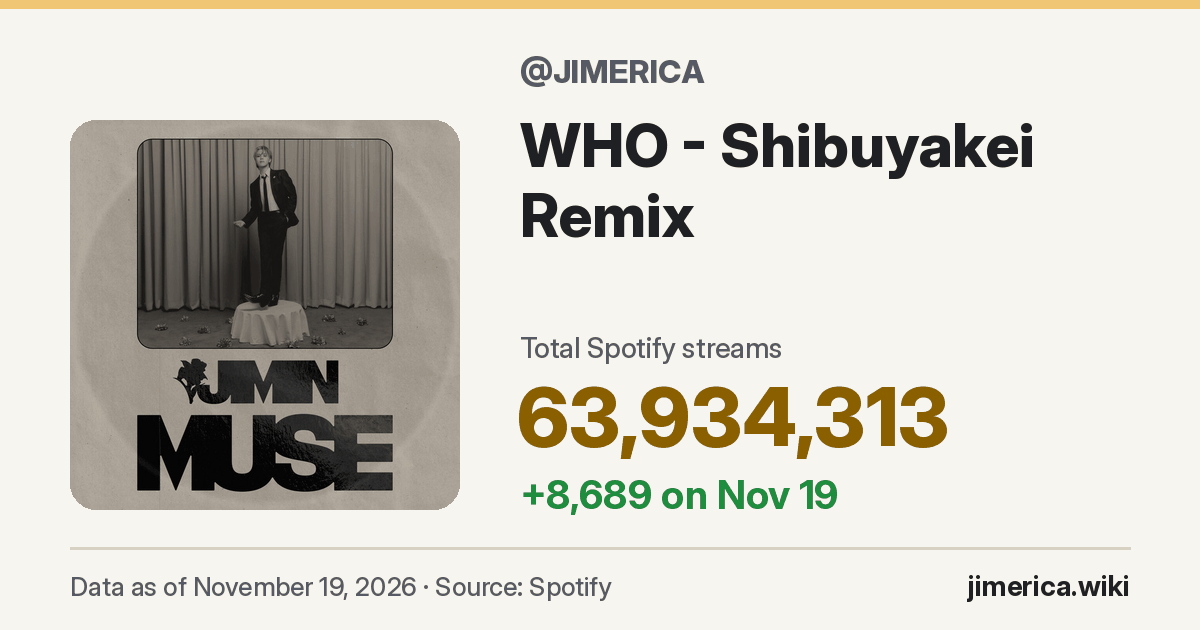 @JIMERICA
WHO - Shibuyakei
Remix
JIMIN
MUSE
Total Spotify streams
63,934,313
+8,689 on Nov 19
Data as of November 19, 2026 · Source: Spotify
jimerica.wiki